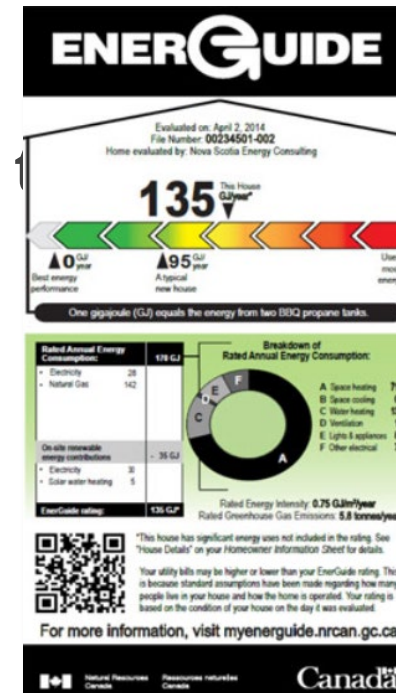 ENERGUIDE
Evaluated on: April 2, 2014
File Number: 00234501-002
Home evaluated by: Nova Scotia Energy Consulting
135 This House
GJ/year*
0 GJ/year
95 GJ/year
Best energy performance
A typical new house
One gigajoule (GJ) equals the energy from two BBQ propane tanks.
Rated Annual Energy
Consumption: 170 GJ
• Electricity 28
• Natural Gas 142
On-site renewable
energy contributions - 35 GJ
• Electricity 30
• Solar water heating 5
EnerGuide rating: 135 GJ*
Breakdown of
Rated Annual Energy Consumption:
A
C
D
E
F
A Space heating
B Space cooling
C Water heating
D Ventilation
E Lights & appliances
F Other electrical
Rated Energy Intensity: 0.75 GJ/m²/year
Rated Greenhouse Gas Emissions: 5.8 tonnes/year
*This house has significant energy uses not included in the rating. See
"House Details" on your Homeowner Information Sheet for details.
Your utility bills may be higher or lower than your EnerGuide rating. This
is because standard assumptions have been made regarding how many
people live in your house and how the home is operated. Your rating is
based on the condition of your house on the day it was evaluated.
For more information, visit myenerguide.nrcan.gc.ca
Natural Resources Canada
Ressources naturelles Canada
Canada